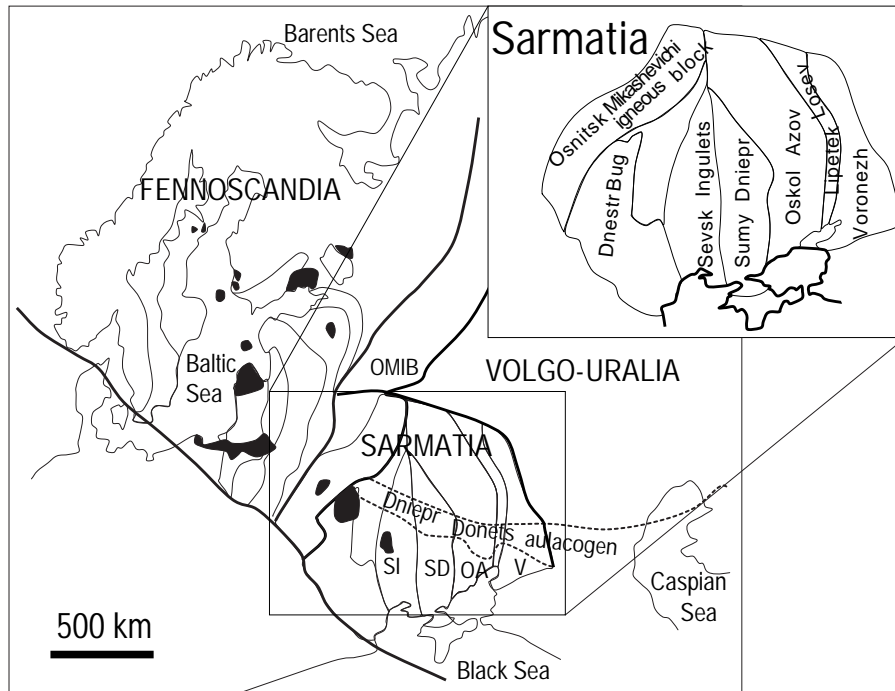 Barents Sea
FENNOSCANDIA
Baltic
Sea
OMIB
VOLGO-URALIA
SARMATIA
Dniepr Donets aulacogen
SI
SD
OA
V
Caspian
Sea
Black Sea
500 km
Sarmatia
Osnitsk Mikashevichi
igneous block
Dnestr Bug
Sevsk Ingulets
Sumy Dniepr
Oskol Azov
Lipetek Losev
Voronezh